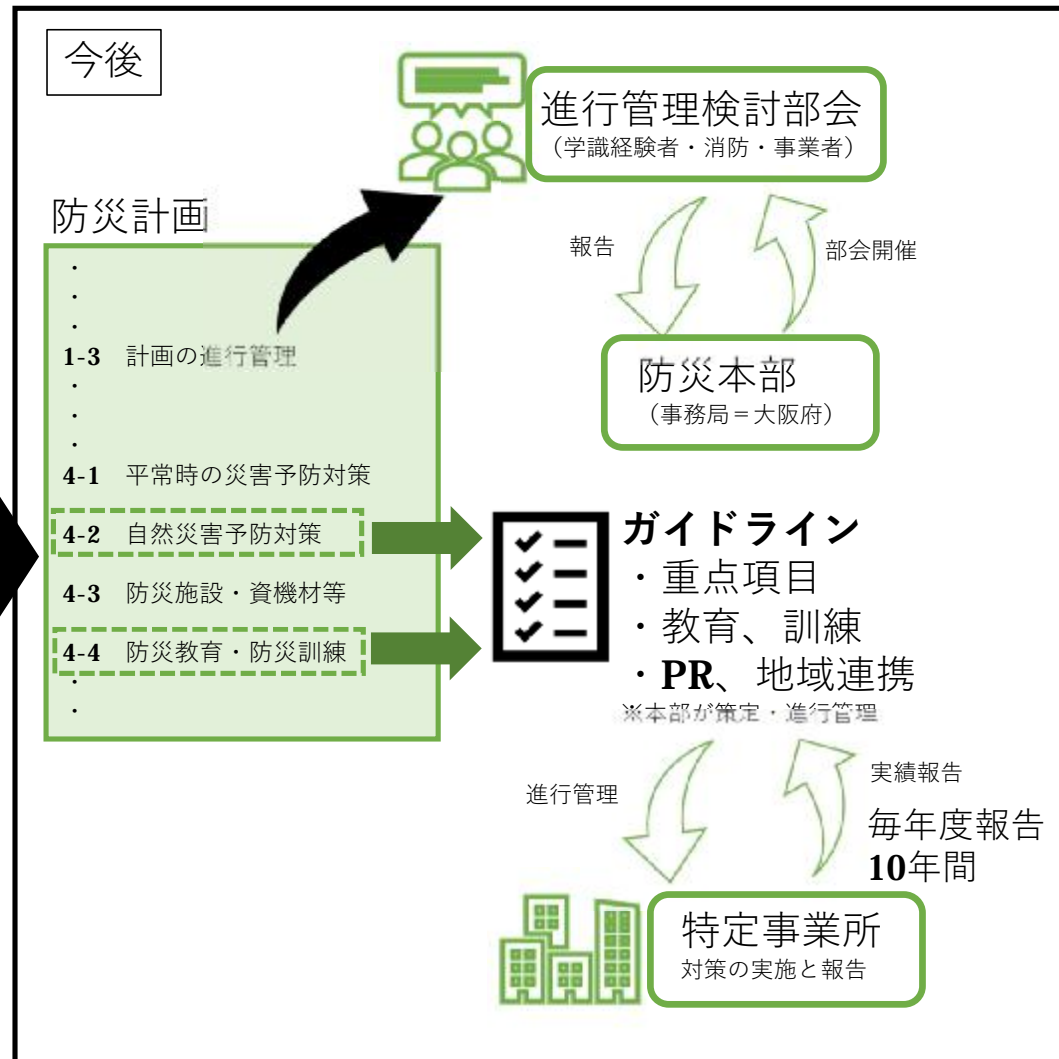 今後
進行管理検討部会
（学識経験者・消防・事業者）
報告
部会開催
防災本部
（事務局＝大阪府）
防災計画
・
・
・
1-3 計画の進行管理
・
・
・
4-1 平常時の災害予防対策
4-2 自然災害予防対策
4-3 防災施設・資機材等
4-4 防災教育・防災訓練
・
・
ガイドライン
・重点項目
・教育、訓練
・PR、地域連携
※本部が策定・進行管理
進行管理
実績報告
毎年度報告
10年間
特定事業所
対策の実施と報告